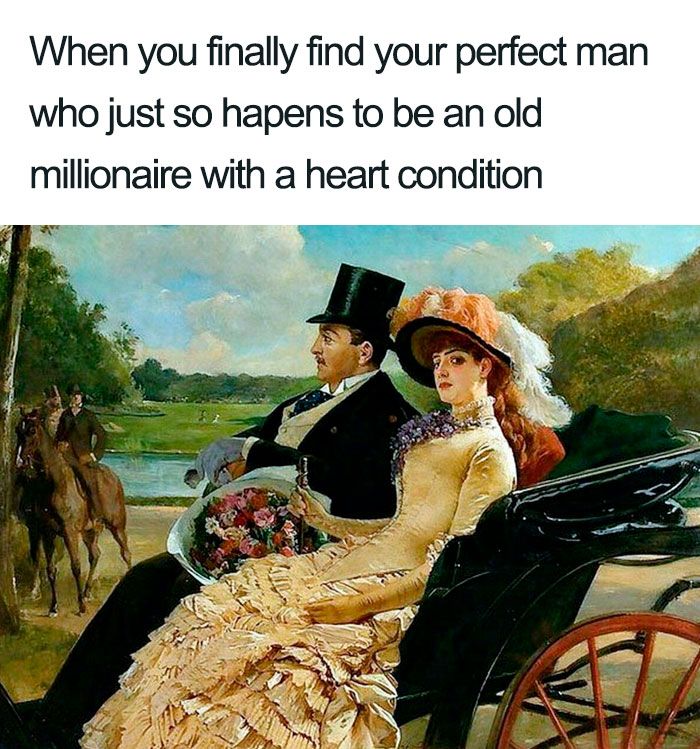 When you finally find your perfect man
who just so hapens to be an old
millionaire with a heart condition